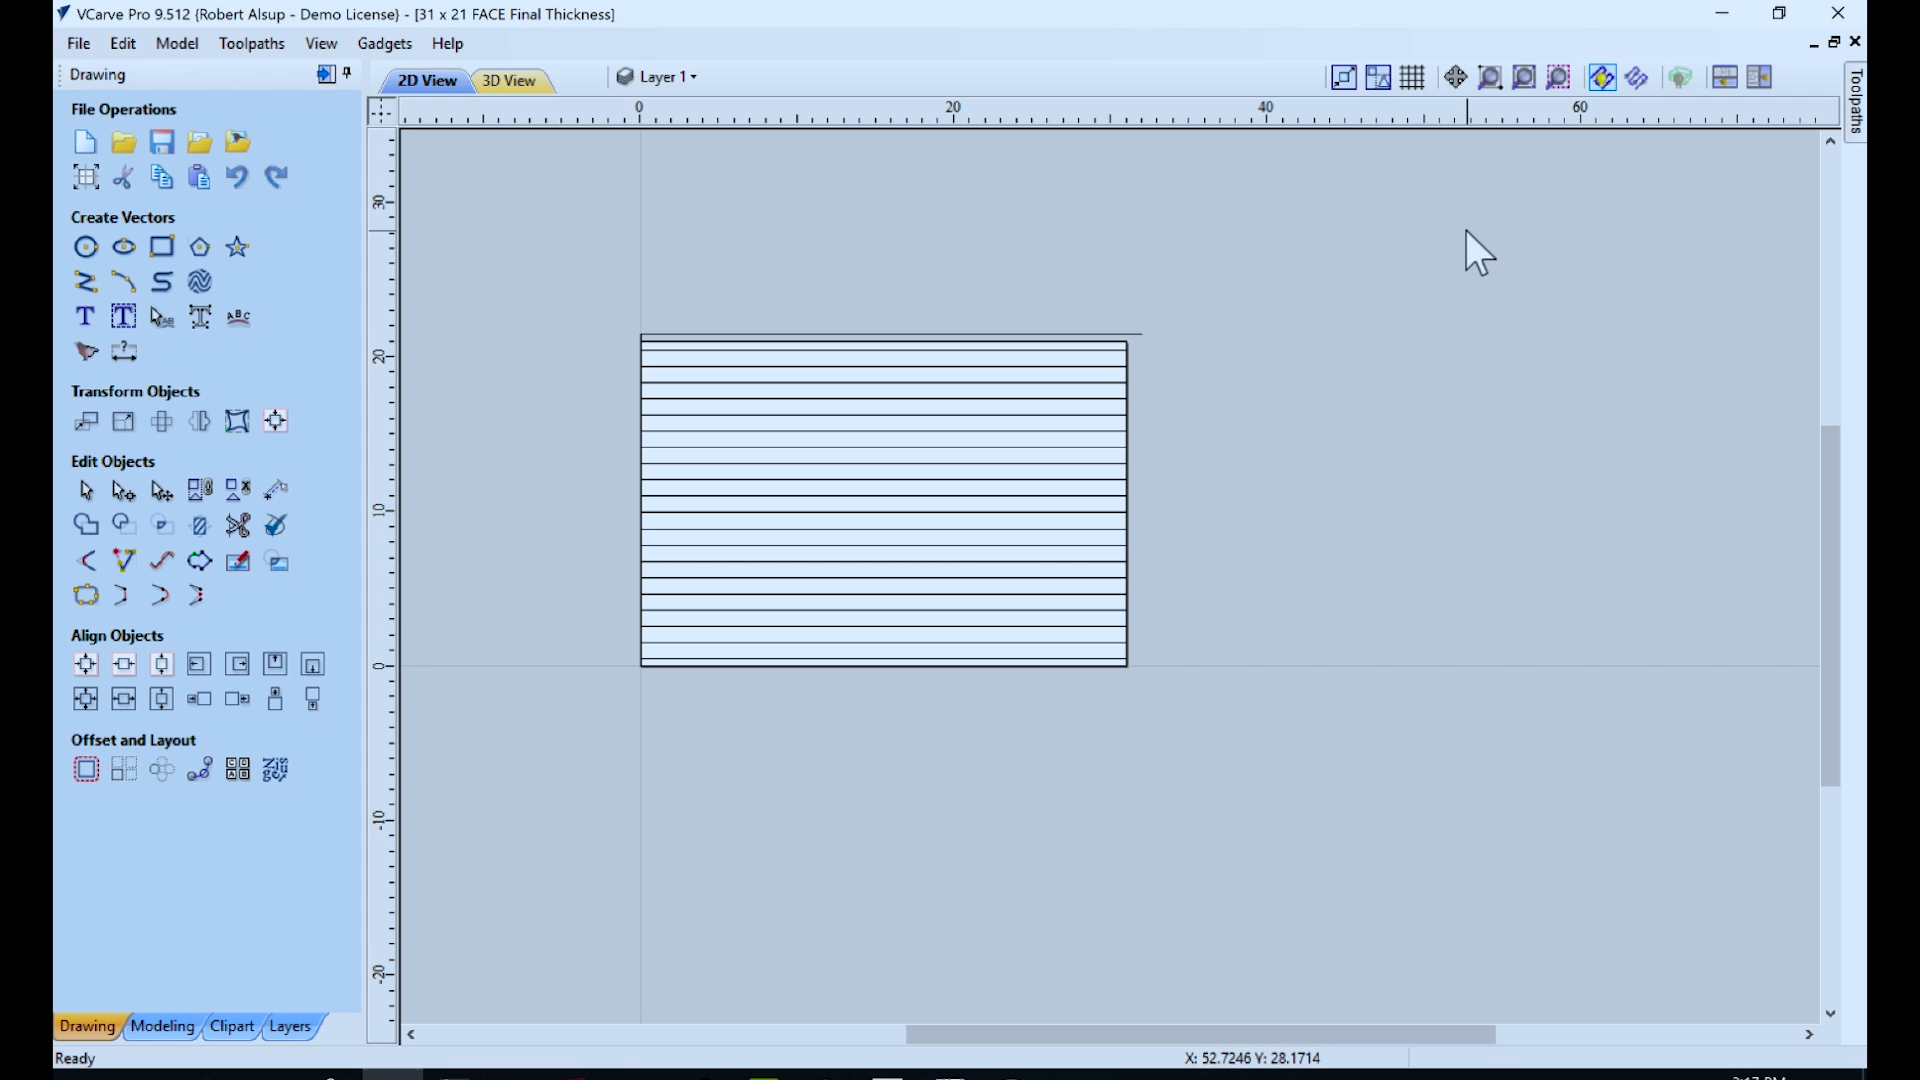 VCarve Pro 9.512 {Robert Alsup - Demo License} - [31 x 21 FACE Final Thickness]
File Edit Model Toolpaths View Gadgets Help
Drawing
2D View 3D View Layer 1
Toolpaths
File Operations
0 20 40 60
30
20
10
0
-10
-20
Create Vectors
Transform Objects
Edit Objects
Align Objects
Offset and Layout
Drawing Modeling Clipart Layers
Ready
X: 52.7246 Y: 28.1714